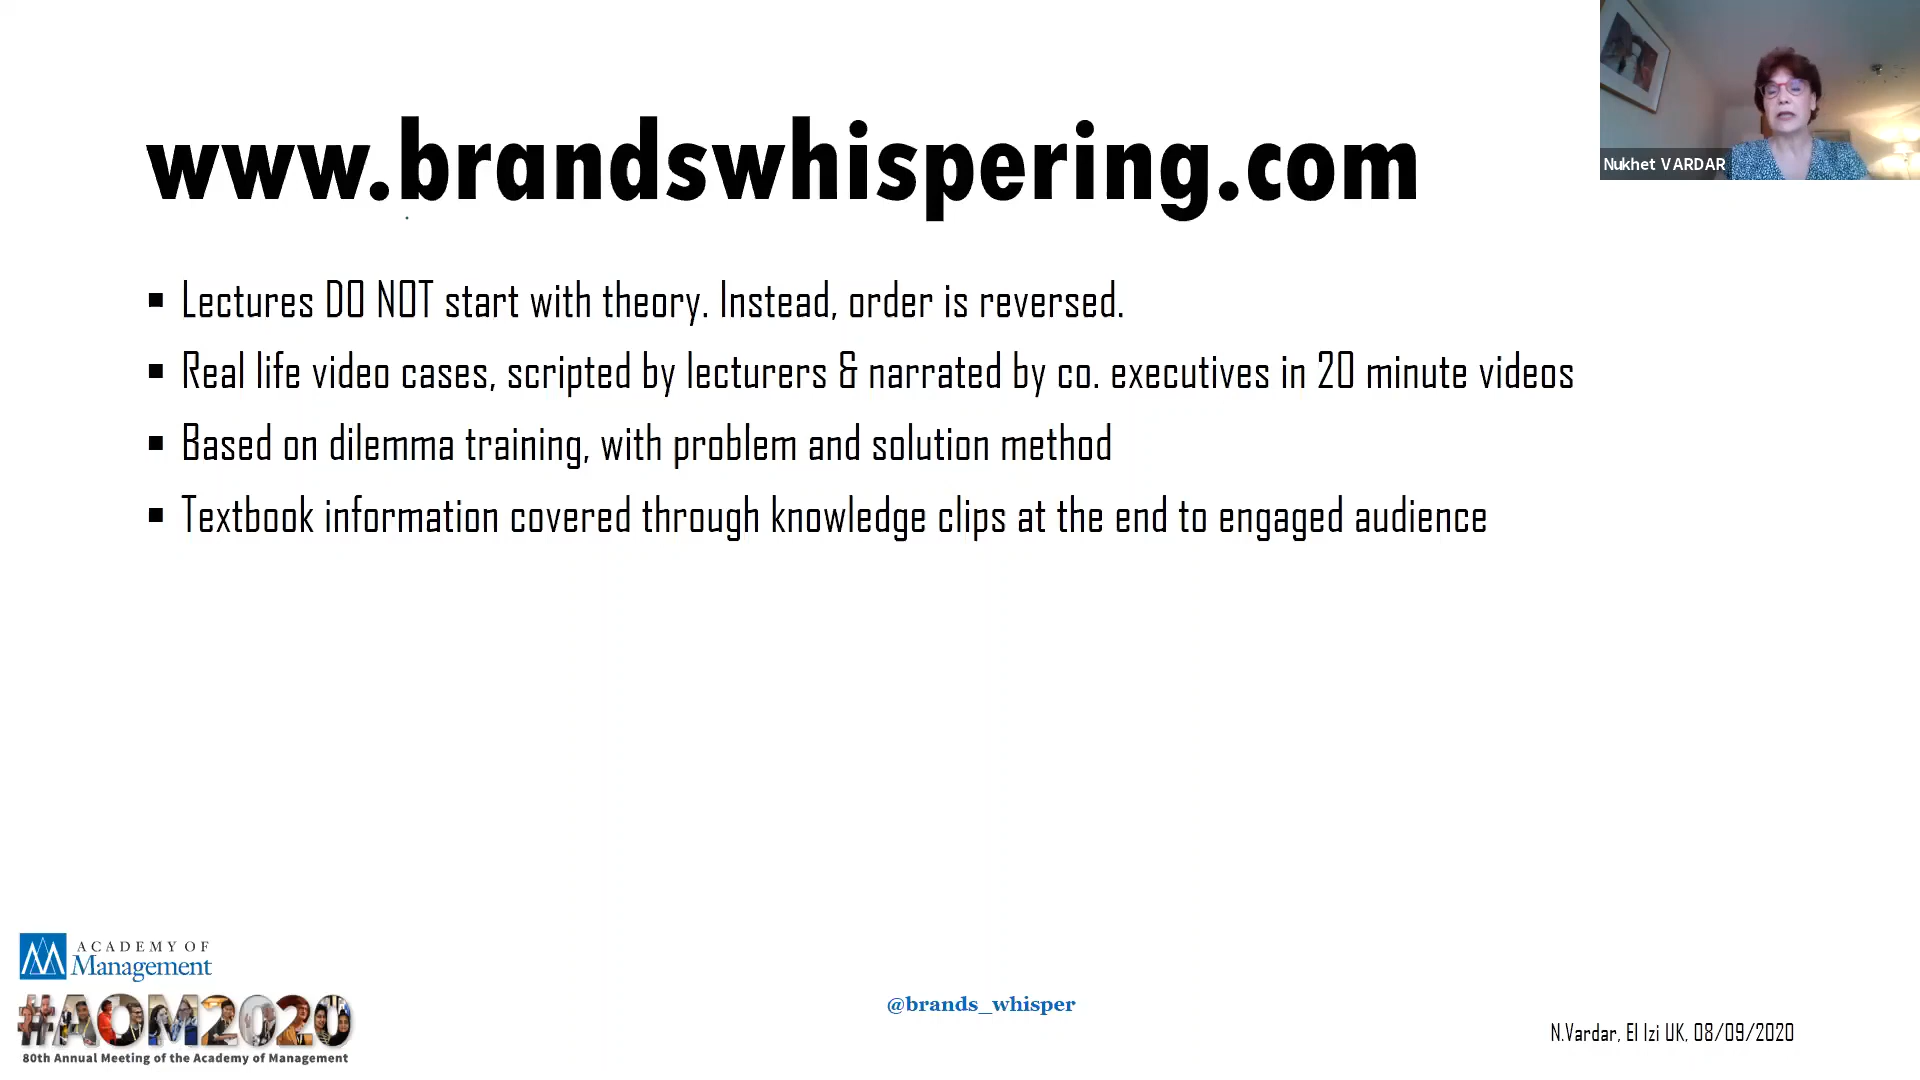 www.brandswhispering.com
Nukhet VARDAR
▪ Lectures DO NOT start with theory. Instead, order is reversed.
▪ Real life video cases, scripted by lecturers & narrated by co. executives in 20 minute videos
▪ Based on dilemma training, with problem and solution method
▪ Textbook information covered through knowledge clips at the end to engaged audience
ACADEMY OF
Management
#AOM2020
80th Annual Meeting of the Academy of Management
@brands_whisper
N.Vardar, El Izi UK, 08/09/2020